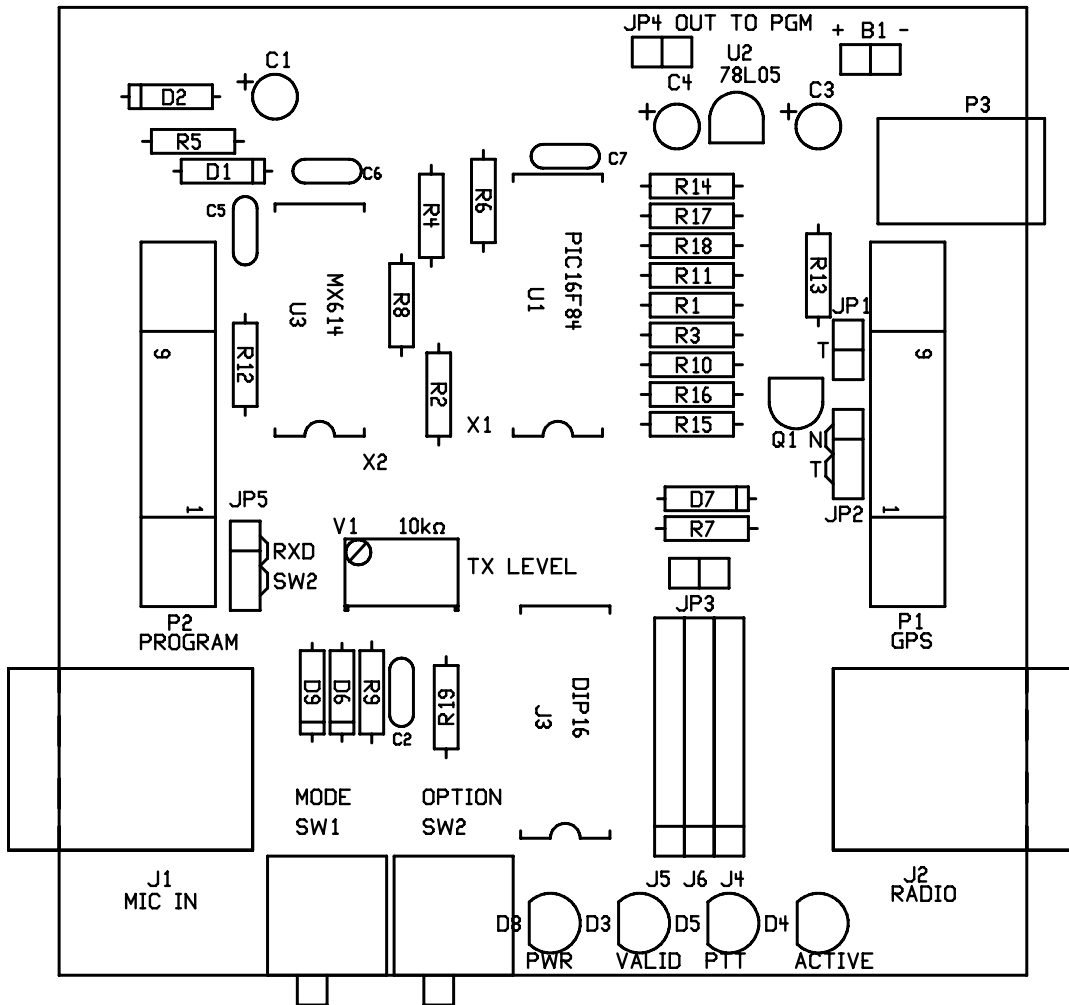 JP4 OUT TO PGM
+ B1 -
U2
78L05
C1
+
C4
+
C3
+
D2
P3
R5
D1
C6
C7
C5
R4
R6
R14
R17
R18
R11
R1
R3
R10
R16
R15
R13
JP1
T
U3
MX614
R8
U1
PIC16F84
R12
R2
X1
X2
9
1
9
1
Q1
N
T
JP2
D7
R7
JP5
RXD
SW2
V1
10kΩ
TX LEVEL
JP3
P2
PROGRAM
P1
GPS
D9
D6
R9
C2
R19
J3
DIP16
MODE
SW1
OPTION
SW2
J1
MIC IN
J5 J6 J4
J2
RADIO
D8
D3
D5
D4
PWR
VALID
PTT
ACTIVE